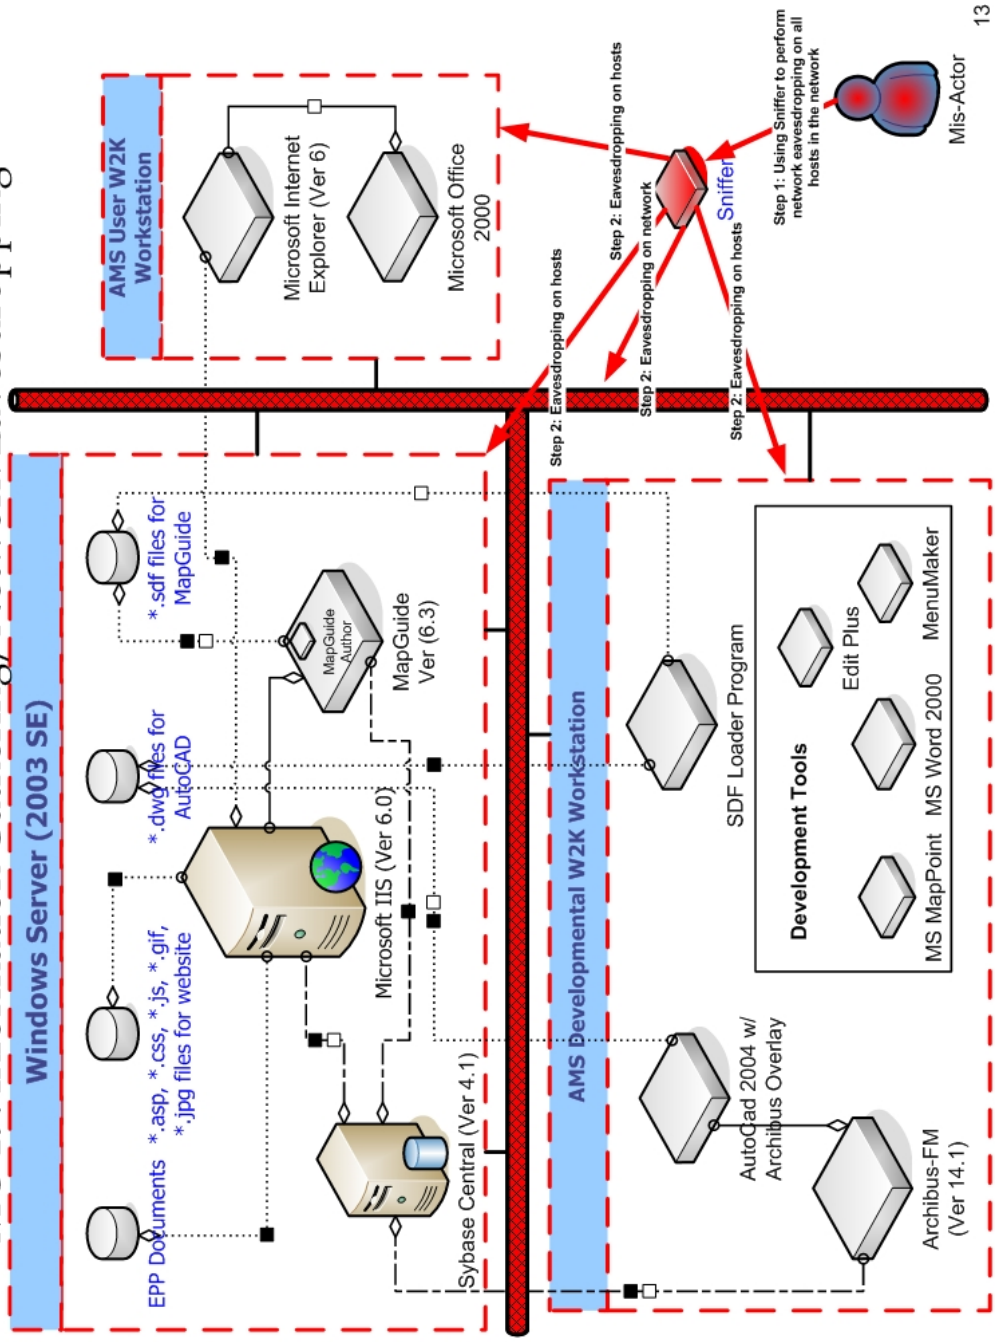 Windows Server (2003 SE)
EPP Documents
*.asp, *.css, *.js, *.gif,
*.jpg files for website
*.dwg files for
AutoCAD
*.sdf files for
MapGuide
MapGuide
Author
MapGuide
Ver (6.3)
Microsoft IIS (Ver 6.0)
Sybase Central (Ver 4.1)
AMS User W2K
Workstation
Microsoft Internet
Explorer (Ver 6)
Microsoft Office
2000
AMS Developmental W2K Workstation
AutoCad 2004 w/
Archibus Overlay
Archibus-FM
(Ver 14.1)
SDF Loader Program
Development Tools
Edit Plus
MS MapPoint
MS Word 2000
MenuMaker
Step 2: Eavesdropping on hosts
Step 2: Eavesdropping on network
Step 2: Eavesdropping on hosts
Step 2: Eavesdropping on hosts
Sniffer
Step 1: Using Sniffer to perform
network eavesdropping on all
hosts in the network
Mis-Actor
13